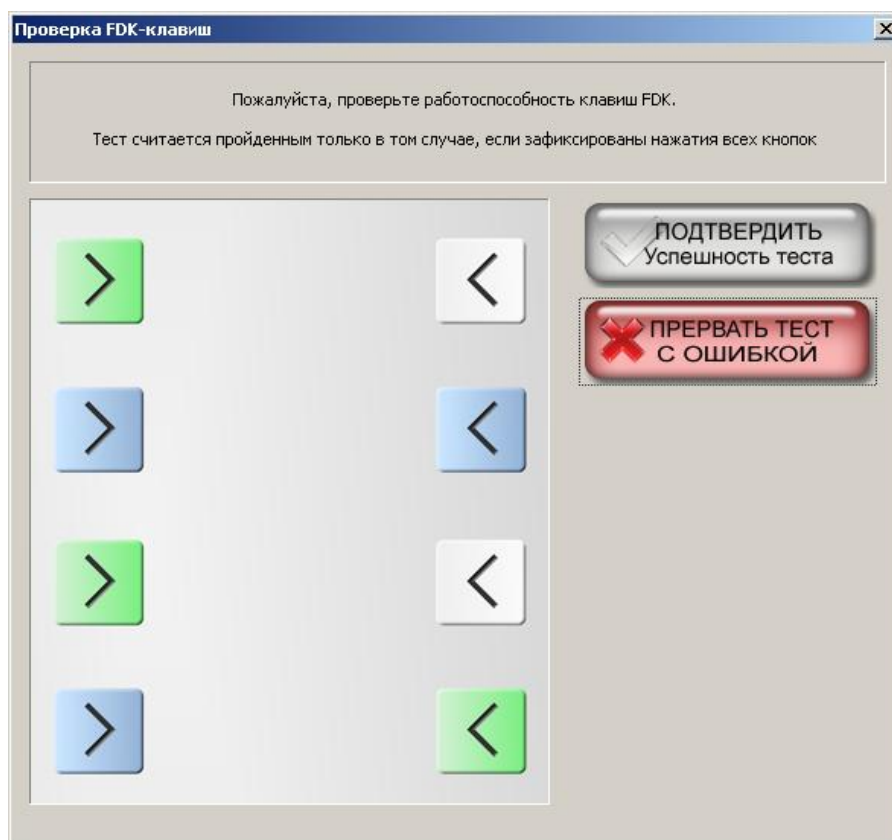 Проверка FDK-клавиш
Пожалуйста, проверьте работоспособность клавиш FDK.
Тест считается пройденным только в том случае, если зафиксированы нажатия всех кнопок
ПОДТВЕРДИТЬ
Успешность теста
ПРЕРВАТЬ ТЕСТ
С ОШИБКОЙ